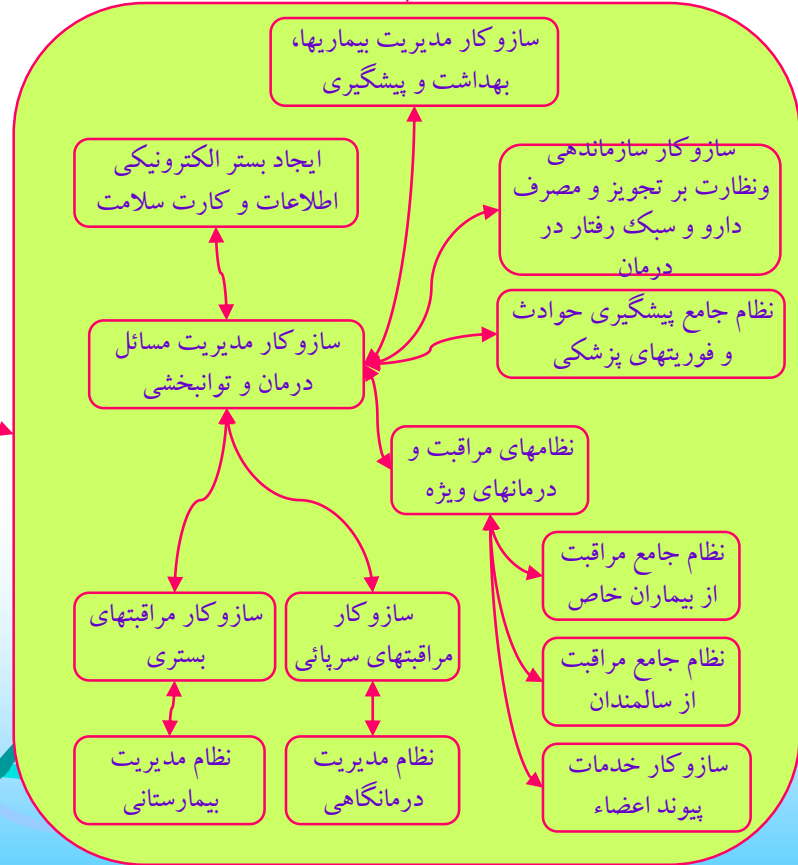 سازوکار مدیریت بیماریها،
بهداشت و پیشگیری
ایجاد بستر الکترونیکی
اطلاعات و کارت سلامت
سازوکار سازماندهی
ونظارت بر تجویز و مصرف
دارو و سبک رفتار در
درمان
نظام جامع پیشگیری حوادث
و فوریتهای پزشکی
سازوکار مدیریت مسائل
درمان و توانبخشی
نظامهای مراقبت و
درمانهای ویژه
نظام جامع مراقبت
از بیماران خاص
سازوکار
مراقبتهای سرپائی
سازوکار مراقبتهای
بستری
نظام جامع مراقبت
از سالمندان
سازوکار خدمات
پیوند اعضاء
نظام مدیریت
درمانگاهی
نظام مدیریت
بیمارستانی